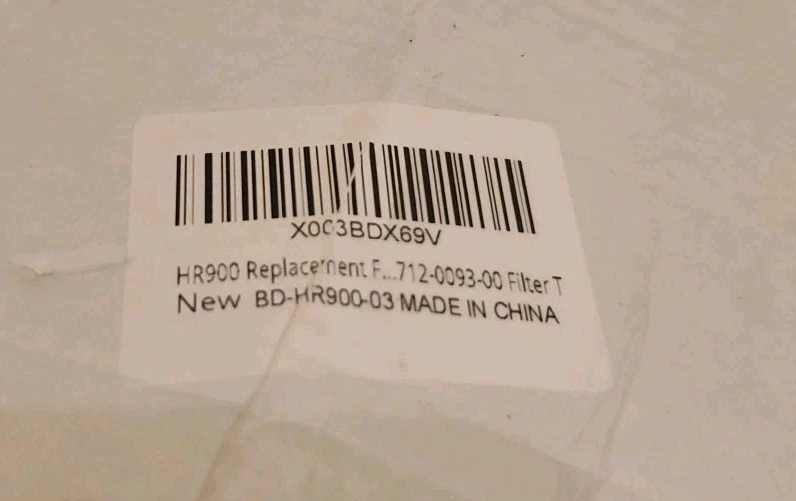 X003BDX69V
HR900 Replacement F...712-0093-00 Filter T
New BD-HR900-03 MADE IN CHINA